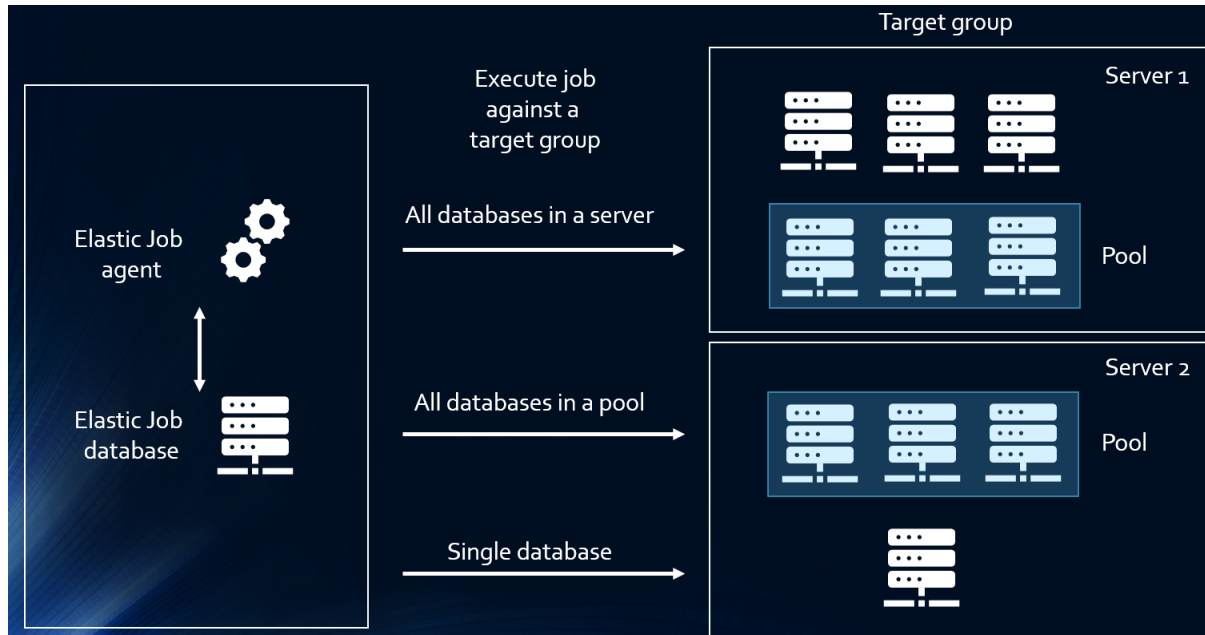 Target group
Server 1
Execute job
against a
target group
All databases in a server
Elastic Job
agent
Pool
Server 2
All databases in a pool
Elastic Job
database
Pool
Single database